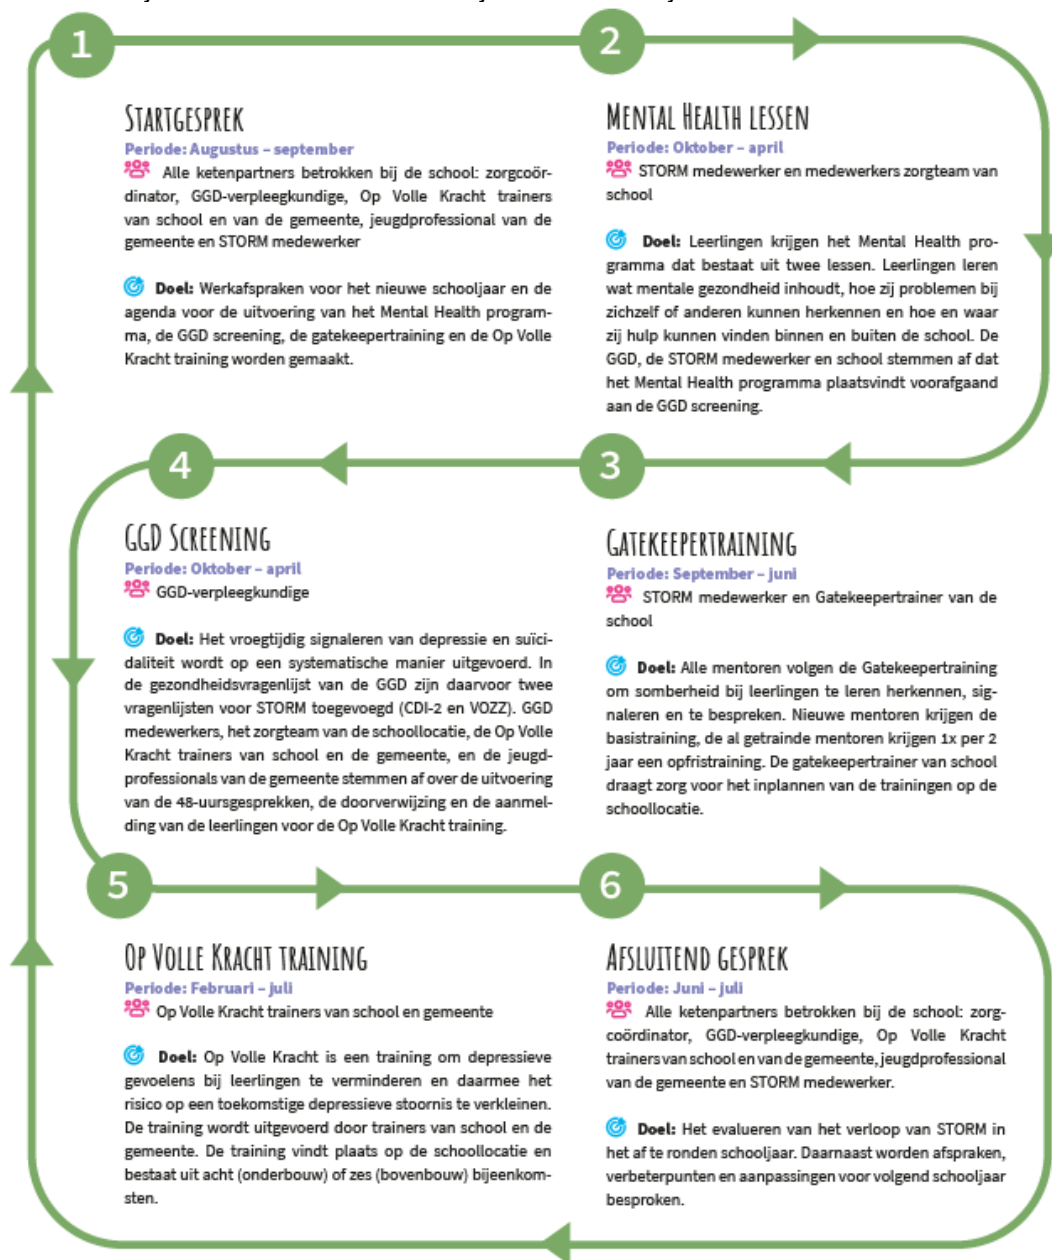 1
2
Startgesprek
Periode: Augustus – september
Alle ketenpartners betrokken bij de school: zorgcoör-
dinator, GGD-verpleegkundige, Op Volle Kracht trainers
van school en van de gemeente, jeugdprofessional van de
gemeente en STORM medewerker
Doel: Werkafspraken voor het nieuwe schooljaar en de
agenda voor de uitvoering van het Mental Health program-
ma, de GGD screening, de gatekeepertraining en de Op Volle
Kracht training worden gemaakt.
Mental Health lessen
Periode: Oktober – april
STORM medewerker en medewerkers zorgteam van
school
Doel: Leerlingen krijgen het Mental Health pro-
gramma dat bestaat uit twee lessen. Leerlingen leren
wat mentale gezondheid inhoudt, hoe zij problemen bij
zichzelf of anderen kunnen herkennen en hoe en waar
zij hulp kunnen vinden binnen en buiten de school. De
GGD, de STORM medewerker en school stemmen af dat
het Mental Health programma plaatsvindt voorafgaand
aan de GGD screening.
4
3
GGD Screening
Periode: Oktober – april
GGD-verpleegkundige
Doel: Het vroegtijdig signaleren van depressie en suïci-
daliteit wordt op een systematische manier uitgevoerd. In
de gezondheidsvragenlijst van de GGD zijn daarvoor twee
vragenlijsten voor STORM toegevoegd (CDI-2 en VOZZ). GGD
medewerkers, het zorgteam van de schoollocatie, de Op Volle
Kracht trainers van school en de gemeente, en de jeugd-
professionals van de gemeente stemmen af over de uitvoering
van de 48-uursgesprekken, de doorverwijzing en de aanmel-
ding van de leerlingen voor de Op Volle Kracht training.
Gatekeepertraining
Periode: September – juni
STORM medewerker en Gatekeepertrainer van de
school
Doel: Alle mentoren volgen de Gatekeepertraining
om somberheid bij leerlingen te leren herkennen, sig-
naleren en te bespreken. Nieuwe mentoren krijgen de
basistraining, de al getrainde mentoren krijgen 1x per 2
jaar een opfristraining. De gatekeepertrainer van school
draagt zorg voor het inplannen van de trainingen op de
schoollocatie.
5
6
Op Volle Kracht training
Periode: Februari – juli
Op Volle Kracht trainers van school en gemeente
Doel: Op Volle Kracht is een training om depressieve
gevoelens bij leerlingen te verminderen en daarmee het
risico op een toekomstige depressieve stoornis te verkleinen.
De training wordt uitgevoerd door trainers van school en de
gemeente. De training vindt plaats op de schoollocatie en
bestaat uit acht (onderbouw) of zes (bovenbouw) bijeenkom-
sten.
Afsluitend gesprek
Periode: Juni – juli
Alle ketenpartners betrokken bij de school: zorg-
coördinator, GGD-verpleegkundige, Op Volle Kracht
trainers van school en van de gemeente, jeugdprofessional
van de gemeente en STORM medewerker.
Doel: Het evalueren van het verloop van STORM in
het af te ronden schooljaar. Daarnaast worden afspraken,
verbeterpunten en aanpassingen voor volgend schooljaar
besproken.